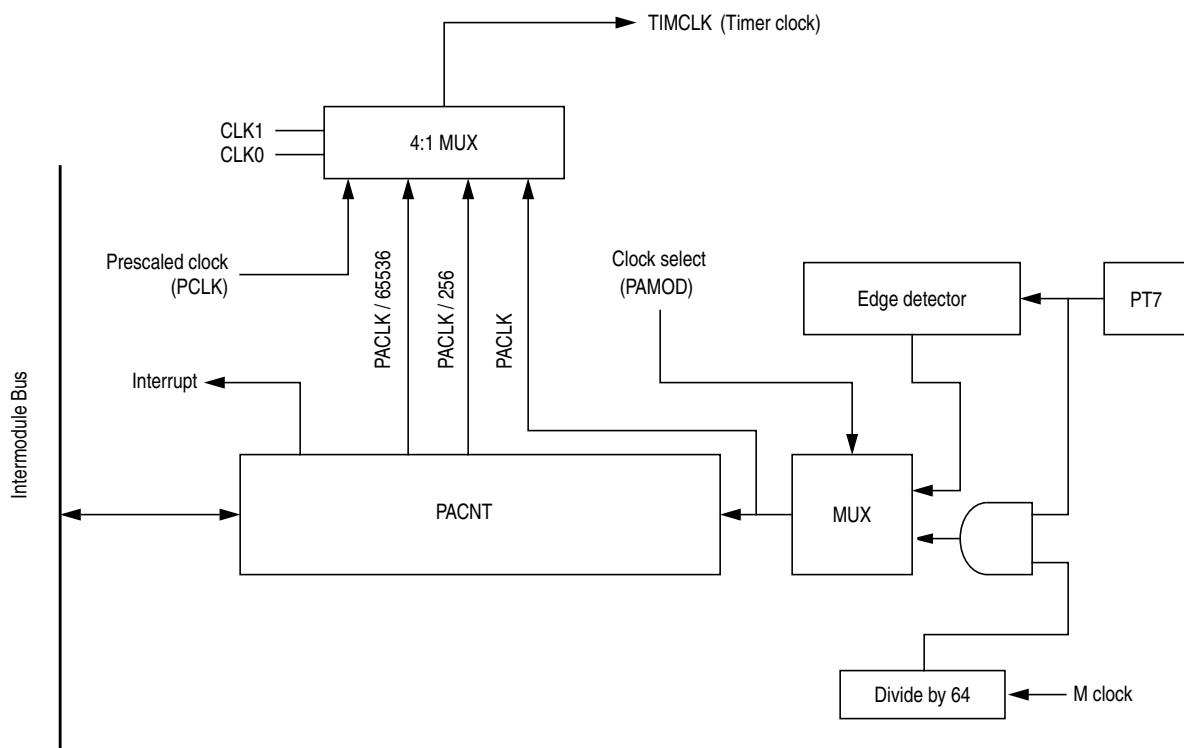 TIMCLK (Timer clock)
CLK1
CLK0
4:1 MUX
Prescaled clock
(PCLK)
PACLK / 65536
PACLK / 256
PACLK
Clock select
(PAMOD)
Edge detector
PT7
Interrupt
Intermodule Bus
PACNT
MUX
Divide by 64
M clock